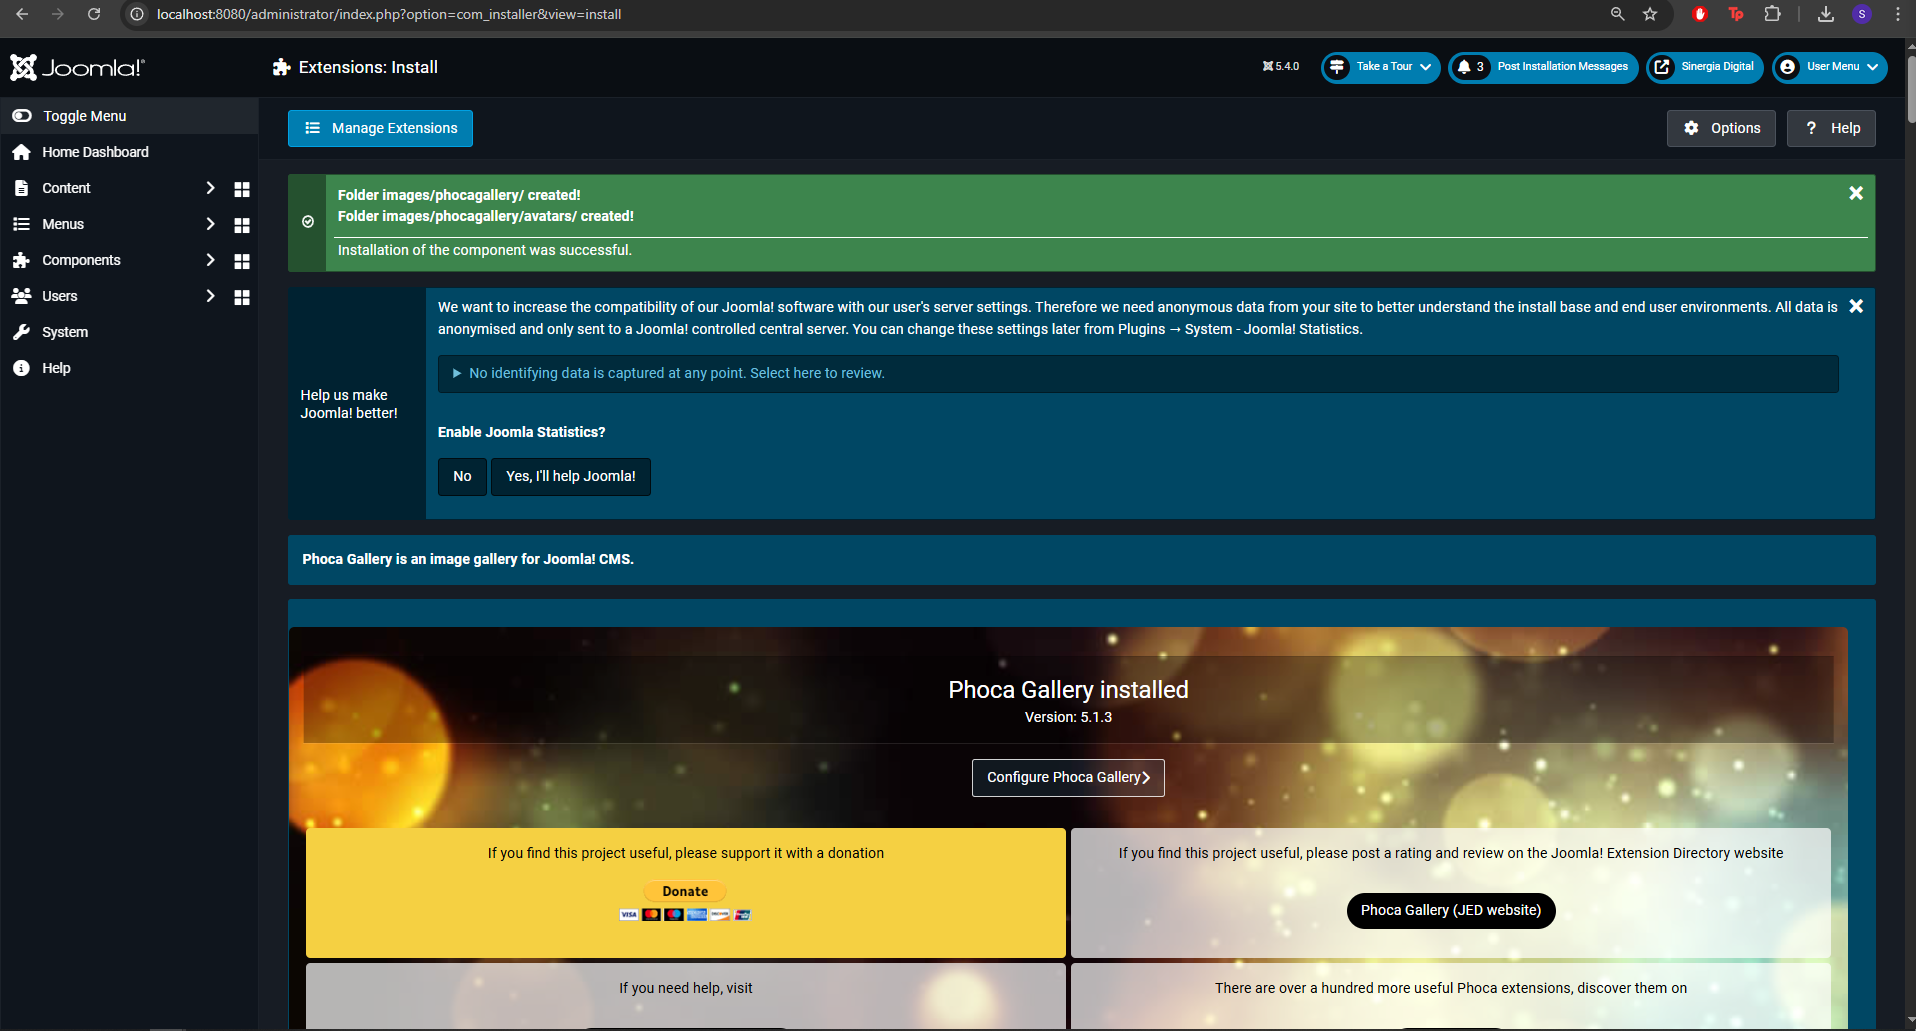 localhost:8080/administrator/index.php?option=com_installer&view=install
Tp
S
Joomla!
Extensions: Install
5.4.0
Take a Tour
3 Post Installation Messages
Sinergia Digital
User Menu
Toggle Menu
Home Dashboard
Content
Menus
Components
Users
System
Help
Manage Extensions
Options
? Help
Folder images/phocagallery/ created!
Folder images/phocagallery/avatars/ created!
Installation of the component was successful.
Help us make
Joomla! better!
We want to increase the compatibility of our Joomla! software with our user's server settings. Therefore we need anonymous data from your site to better understand the install base and end user environments. All data is
anonymised and only sent to a Joomla! controlled central server. You can change these settings later from Plugins → System - Joomla! Statistics.
No identifying data is captured at any point. Select here to review.
Enable Joomla Statistics?
No
Yes, I'll help Joomla!
Phoca Gallery is an image gallery for Joomla! CMS.
Phoca Gallery installed
Version: 5.1.3
Configure Phoca Gallery
If you find this project useful, please support it with a donation
Donate
VISA
If you find this project useful, please post a rating and review on the Joomla! Extension Directory website
Phoca Gallery (JED website)
If you need help, visit
There are over a hundred more useful Phoca extensions, discover them on